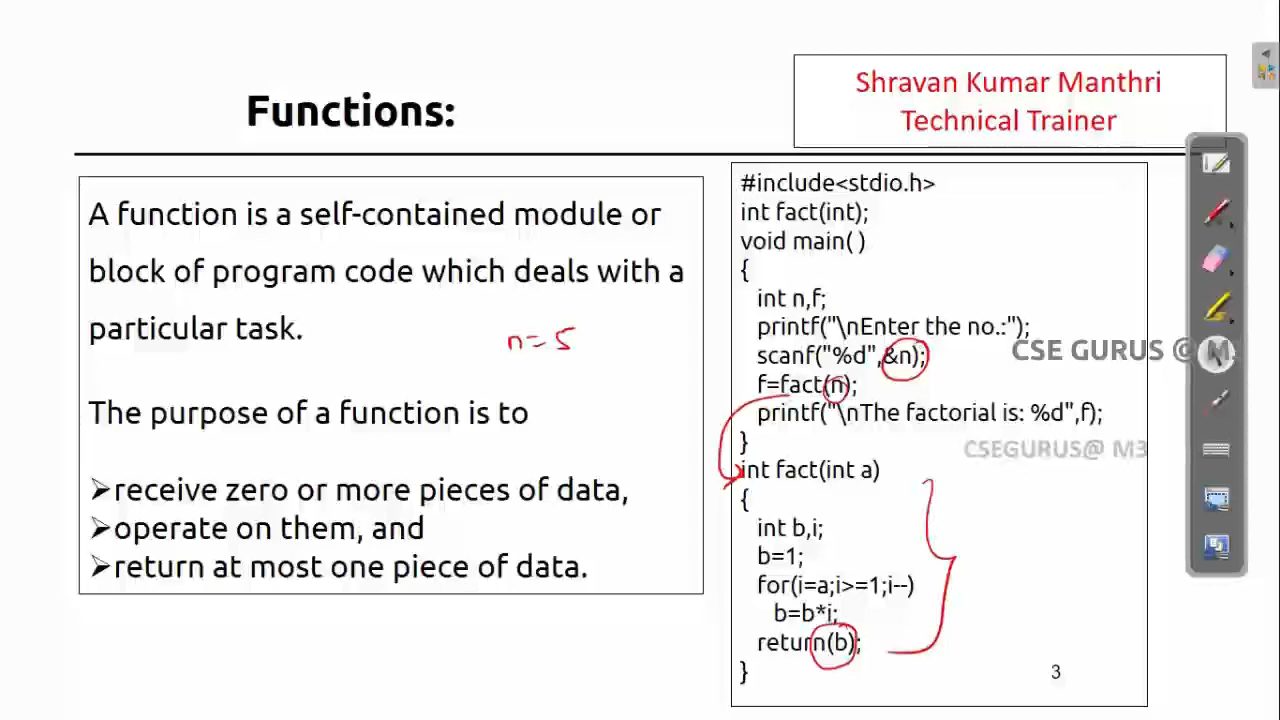 Functions:
Shravan Kumar Manthri
Technical Trainer
A function is a self-contained module or
block of program code which deals with a
particular task.
n=5
The purpose of a function is to
➢receive zero or more pieces of data,
➢operate on them, and
➢return at most one piece of data.
#include<stdio.h>
int fact(int);
void main( )
{
int n,f;
printf("\nEnter the no.:");
scanf("%d",&n);
f=fact(n);
printf("\nThe factorial is: %d",f);
}
int fact(int a)
{
int b,i;
b=1;
for(i=a;i>=1;i--)
b=b*i;
return(b);
}
CSE GURUS @ M3
CSEGURUS@ M3
3